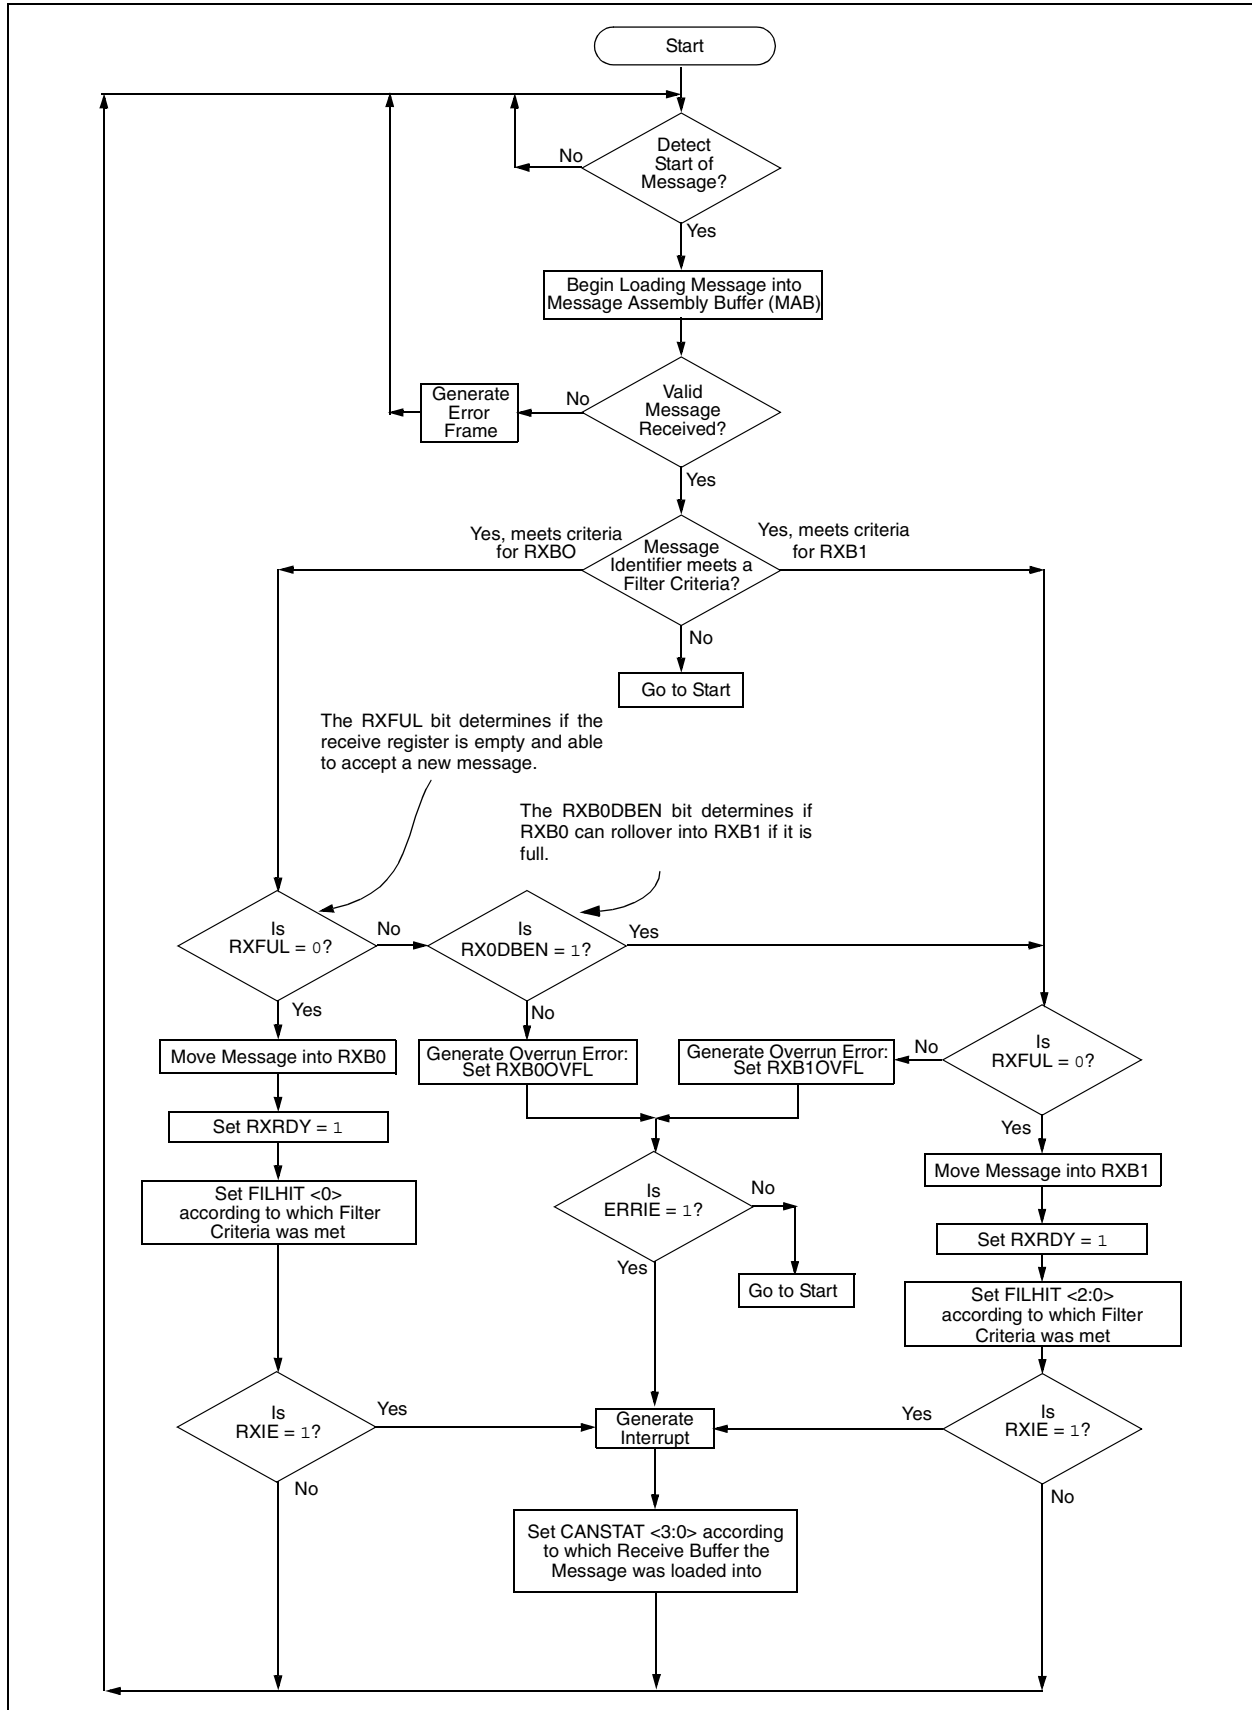 Start
Detect
Start of
Message?
No
Yes
Begin Loading Message into
Message Assembly Buffer (MAB)
Valid
Message
Received?
No
Generate
Error
Frame
Yes
Yes, meets criteria
for RXBO
Message
Identifier meets a
Filter Criteria?
Yes, meets criteria
for RXB1
No
Go to Start
The RXFUL bit determines if the
receive register is empty and able
to accept a new message.
The RXB0DBEN bit determines if
RXB0 can rollover into RXB1 if it is
full.
Is
RXFUL = 0?
No
Is
RX0DBEN = 1?
Yes
Yes
No
Move Message into RXB0
Generate Overrun Error:
Set RXB0OVFL
Generate Overrun Error:
Set RXB1OVFL
No
Is
RXFUL = 0?
Set RXRDY = 1
Yes
Move Message into RXB1
Set FILHIT <0>
according to which Filter
Criteria was met
Is
ERRIE = 1?
No
Set RXRDY = 1
Yes
Go to Start
Set FILHIT <2:0>
according to which Filter
Criteria was met
Is
RXIE = 1?
Yes
Generate
Interrupt
Yes
Is
RXIE = 1?
No
No
Set CANSTAT <3:0> according
to which Receive Buffer the
Message was loaded into